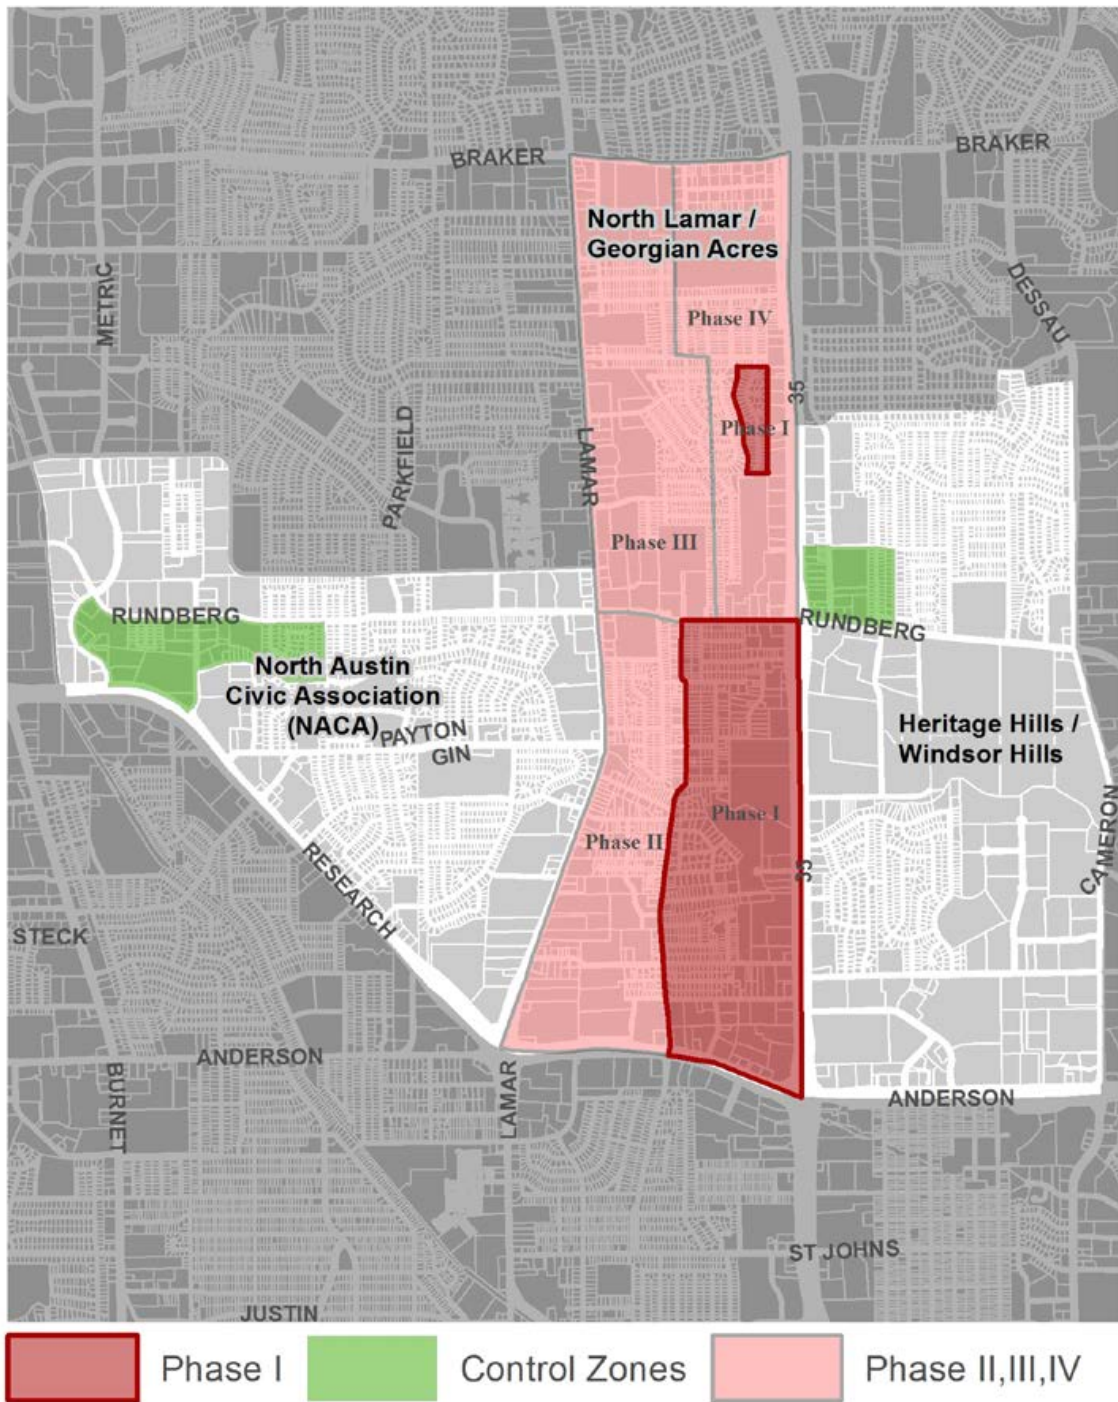 BRAKER
BRAKER
North Lamar /
Georgian Acres
METRIC
DESSAU
Phase IV
35
PARKFIELD
LAMAR
Phase I
Phase III
RUNDBERG
RUNDBERG
North Austin
Civic Association
(NACA)
PAYTON
GIN
Heritage Hills /
Windsor Hills
Phase I
Phase II
CAMERON
35
RESEARCH
STECK
ANDERSON
BURNET
LAMAR
ANDERSON
ST JOHNS
JUSTIN
Phase I
Control Zones
Phase II,III,IV